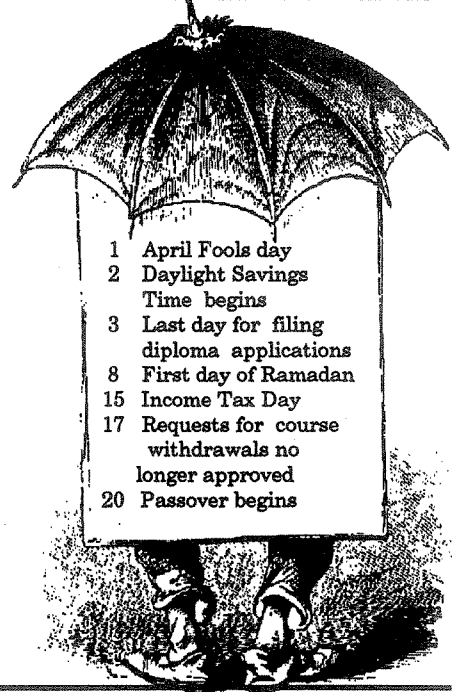 1 April Fools day
2 Daylight Savings
Time begins
3 Last day for filing
diploma applications
8 First day of Ramadan
15 Income Tax Day
17 Requests for course
withdrawals no
longer approved
20 Passover begins